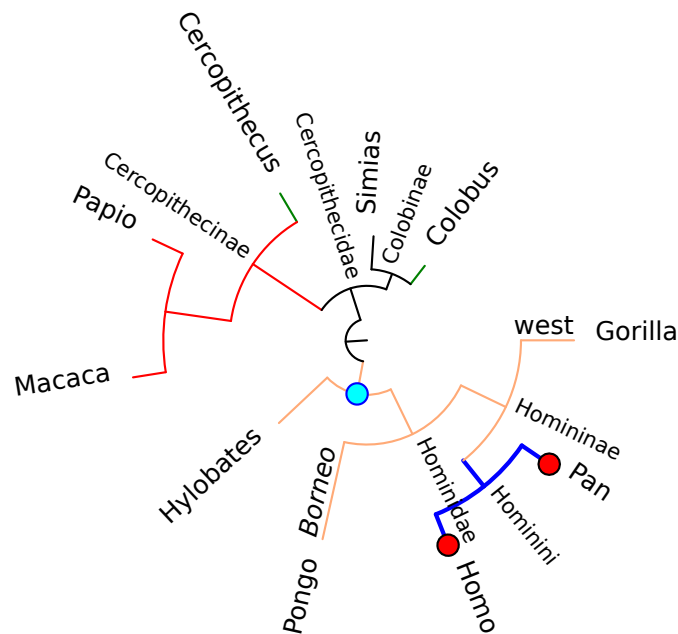 Cercopithecus
Cercopithecidae
Simias
Colobinae
Colobus
Cercopithecinae
Papio
Macaca
west
Gorilla
Homininae
Pan
Hominini
Hominidae
Homo
Borneo
Pongo
Hylobates